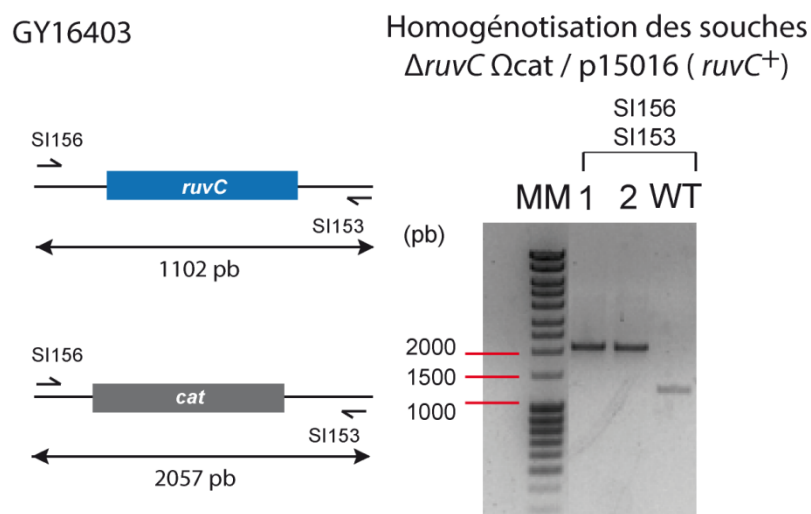 GY16403
SI156
ruvC
SI153
1102 pb
SI156
cat
SI153
2057 pb
Homogénotisation des souches
ΔruvC Ωcat / p15016 ( ruvC+)
SI156
SI153
MM 1 2 WT
(pb)
2000
1500
1000